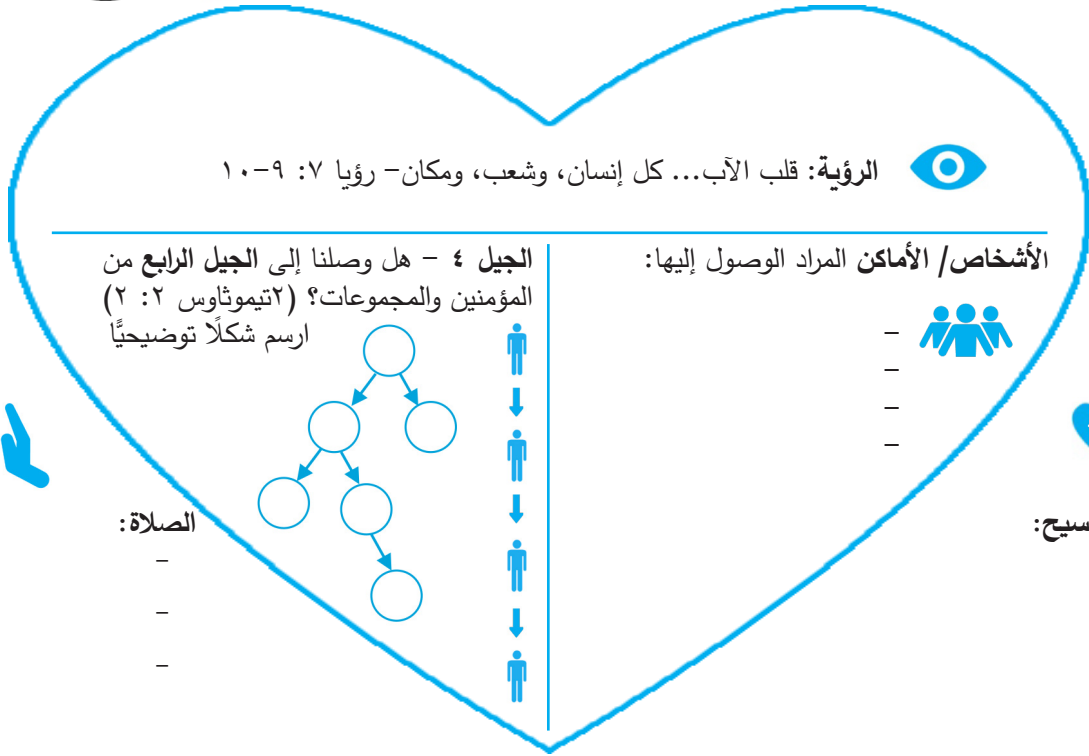 الرؤية: قلب الآب... كل إنسان، وشعب، ومكان- رؤيا ٧: ٩-١٠
الأشخاص/ الأماكن المراد الوصول إليها:
-
-
-
-
الجيل ٤ - هل وصلنا إلى الجيل الرابع من
المؤمنين والمجموعات؟ (٢تيموثاوس ٢: ٢)
ارسم شكلًا توضيحيًّا
سيح:
الصلاة:
-
-
-